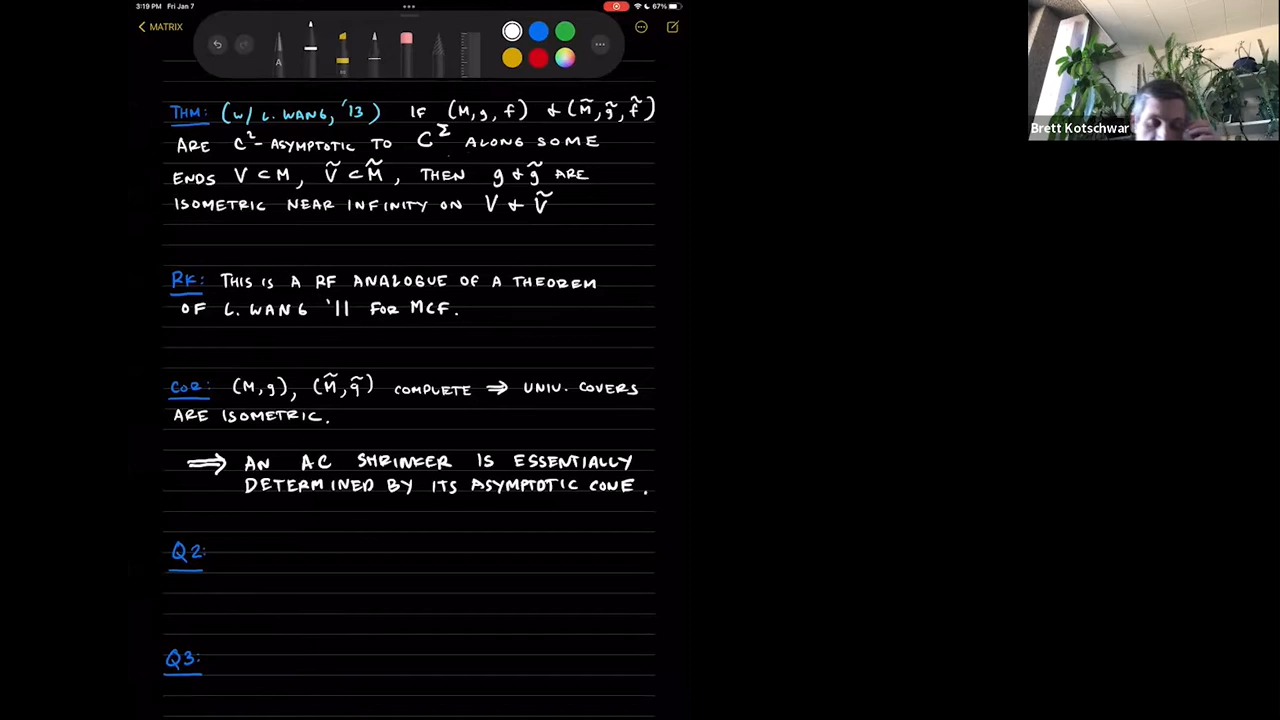 3:19 PM Fri Jan 7
67%
MATRIX
A
THM: (W/ L. WANG, '13) IF (M, g, f) & (M̃, g̃, f̃)
ARE C²-ASYMPTOTIC TO C^Σ ALONG SOME
ENDS V ⊂ M, Ṽ ⊂ M̃, THEN g & g̃ ARE
ISOMETRIC NEAR INFINITY ON V & Ṽ
RK: THIS IS A RF ANALOGUE OF A THEOREM
OF L. WANG '11 FOR MCF.
COR: (M, g), (M̃, g̃) COMPLETE ⇒ UNIV. COVERS
ARE ISOMETRIC.
⟹ AN AC SHRINKER IS ESSENTIALLY
DETERMINED BY ITS ASYMPTOTIC CONE.
Q2:
Q3:
Brett Kotschwar